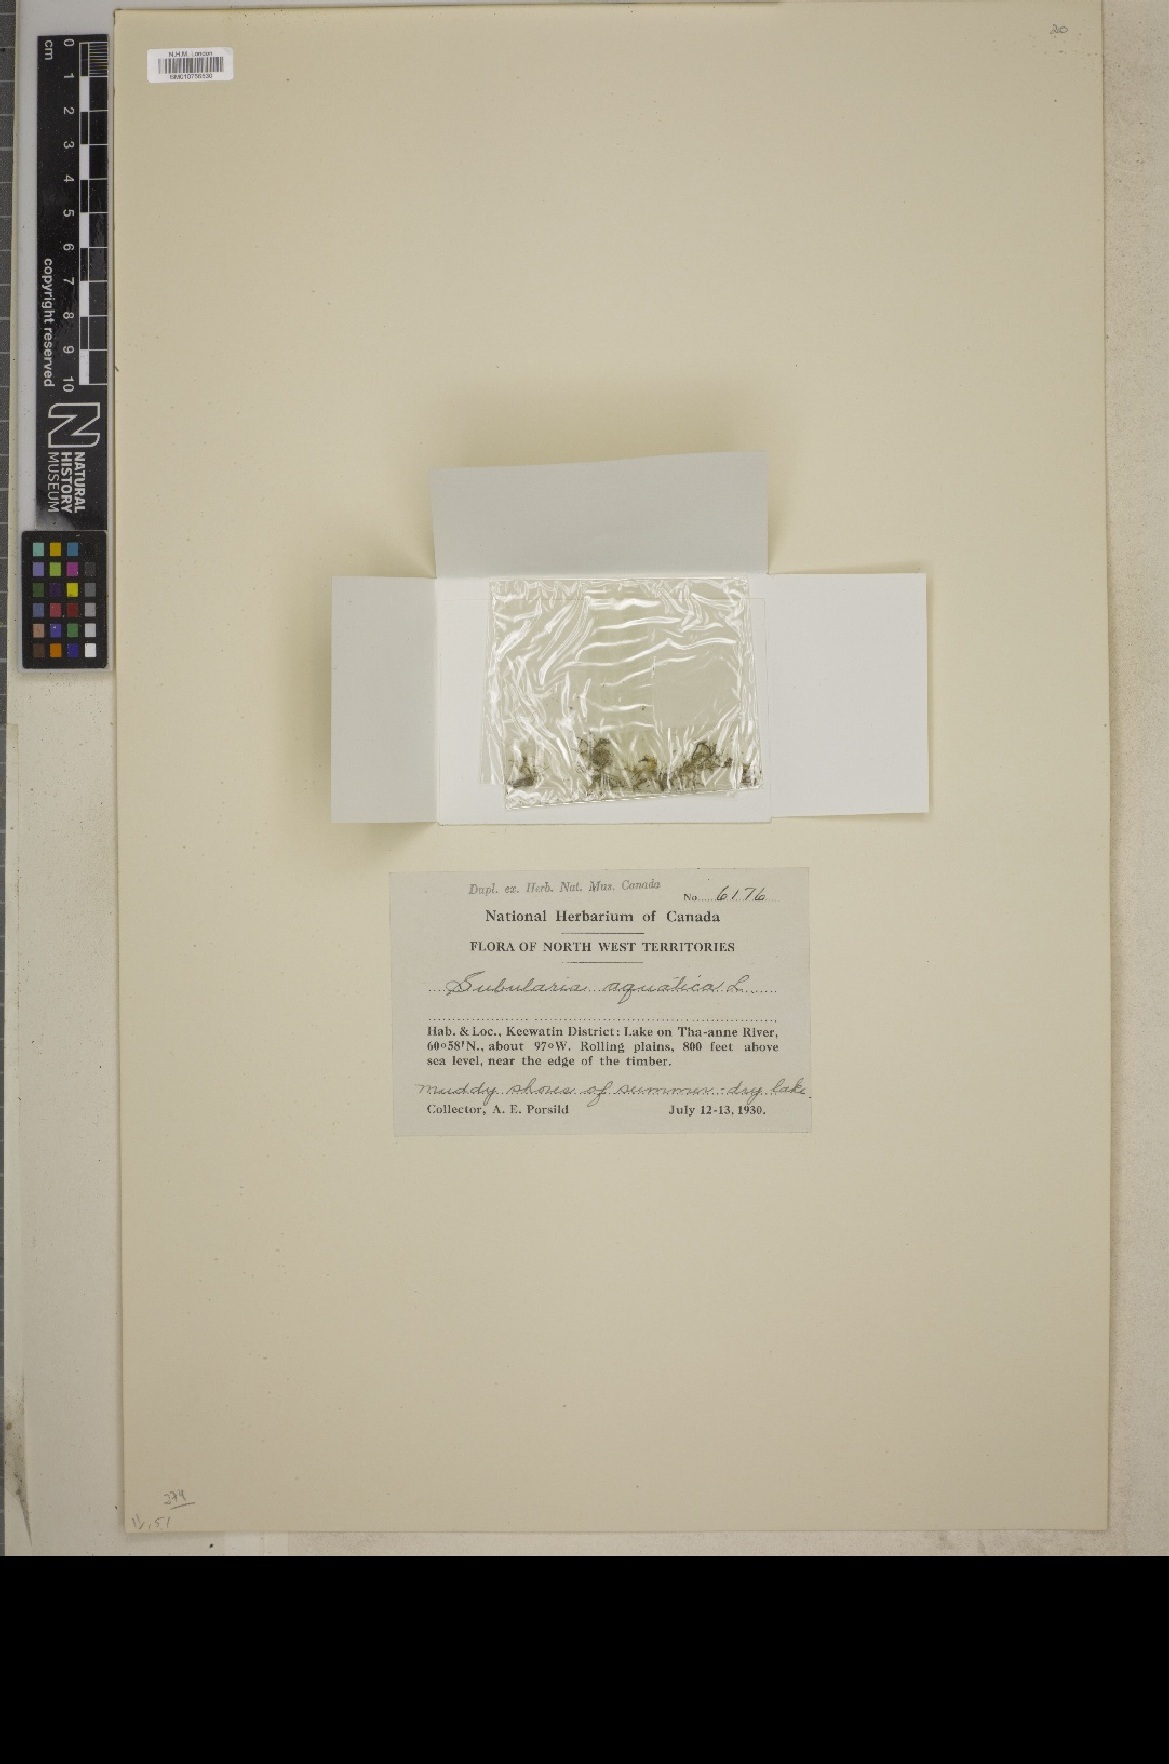 20
N.H.M. London
cm 0 1 2 3 4 5 6 7 8 9 10
copyright reserved
NATURAL
HISTORY
MUSEUM
Dupl. ex. Herb. Nat. Mus. Canada
No. 6176
National Herbarium of Canada
FLORA OF NORTH WEST TERRITORIES
Subularia aquatica L.
Hab. & Loc., Keewatin District: Lake on Tha-anne River,
60°58'N., about 97°W. Rolling plains, 800 feet above
sea level, near the edge of the timber.
muddy shores of summer-dry lake.
Collector, A. E. Porsild July 12-13, 1930.